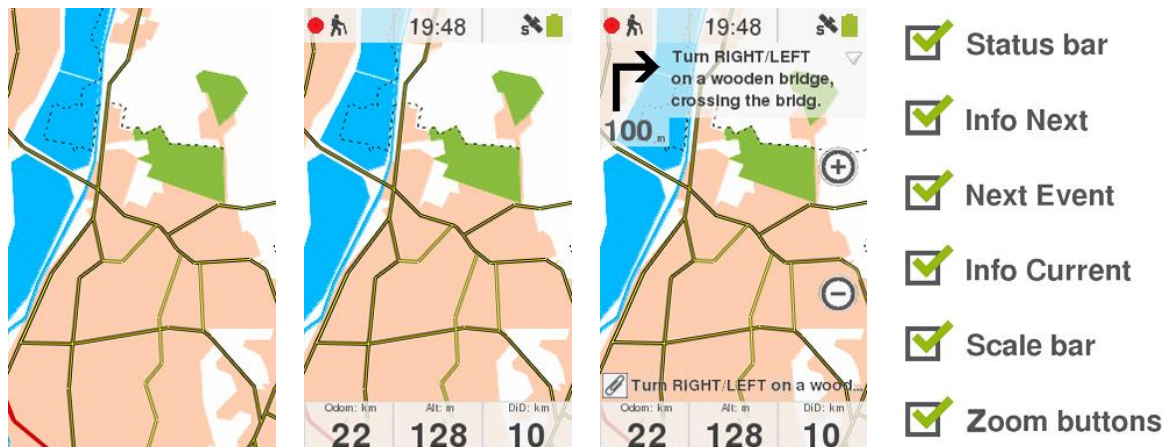 19:48
S
Odom: km
Alt: m
DiD: km
22
128
10
19:48
S
Turn RIGHT/LEFT
on a wooden bridge,
crossing the bridg.
100 m
+
−
Turn RIGHT/LEFT on a wood...
Odom: km
Alt: m
DiD: km
22
128
10
Status bar
Info Next
Next Event
Info Current
Scale bar
Zoom buttons